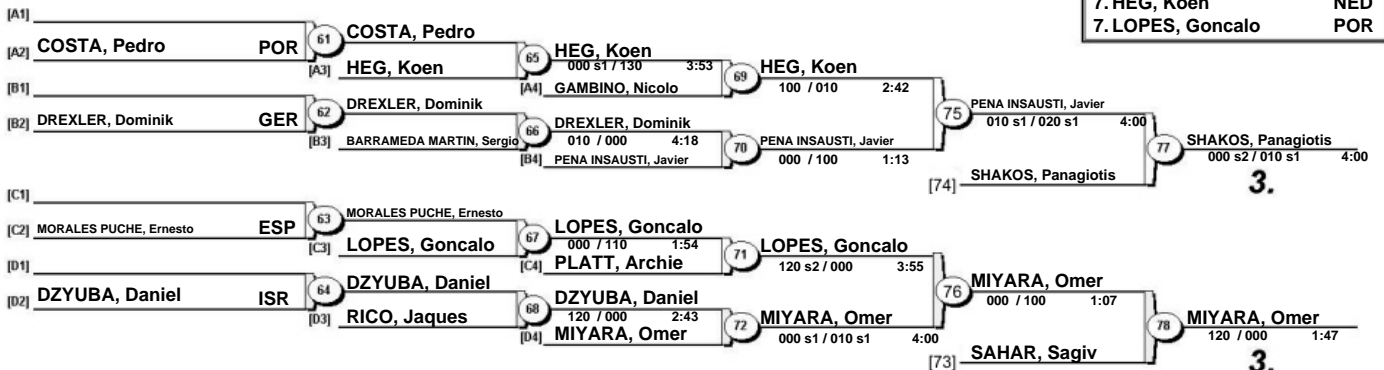 7. HEG, Koen NED
7. LOPES, Goncalo POR
[A1]
[A2] COSTA, Pedro POR
61
COSTA, Pedro
[A3] HEG, Koen
65
HEG, Koen
000 s1 / 130 3:53
[A4] GAMBINO, Nicolo
69
HEG, Koen
100 / 010 2:42
[B1]
[B2] DREXLER, Dominik GER
62
DREXLER, Dominik
[B3] BARRAMEDA MARTIN, Sergio
66
DREXLER, Dominik
010 / 000 4:18
[B4] PENA INSAUSTI, Javier
70
PENA INSAUSTI, Javier
000 / 100 1:13
75
PENA INSAUSTI, Javier
010 s1 / 020 s1 4:00
[74] SHAKOS, Panagiotis
77
SHAKOS, Panagiotis
000 s2 / 010 s1 4:00
3.
[C1]
[C2] MORALES PUCHE, Ernesto ESP
63
MORALES PUCHE, Ernesto
[C3] LOPES, Goncalo
67
LOPES, Goncalo
000 / 110 1:54
[C4] PLATT, Archie
71
LOPES, Goncalo
120 s2 / 000 3:55
[D1]
[D2] DZYUBA, Daniel ISR
64
DZYUBA, Daniel
[D3] RICO, Jaques
68
DZYUBA, Daniel
120 / 000 2:43
[D4] MIYARA, Omer
72
MIYARA, Omer
000 s1 / 010 s1 4:00
76
MIYARA, Omer
000 / 100 1:07
[73] SAHAR, Sagiv
78
MIYARA, Omer
120 / 000 1:47
3.